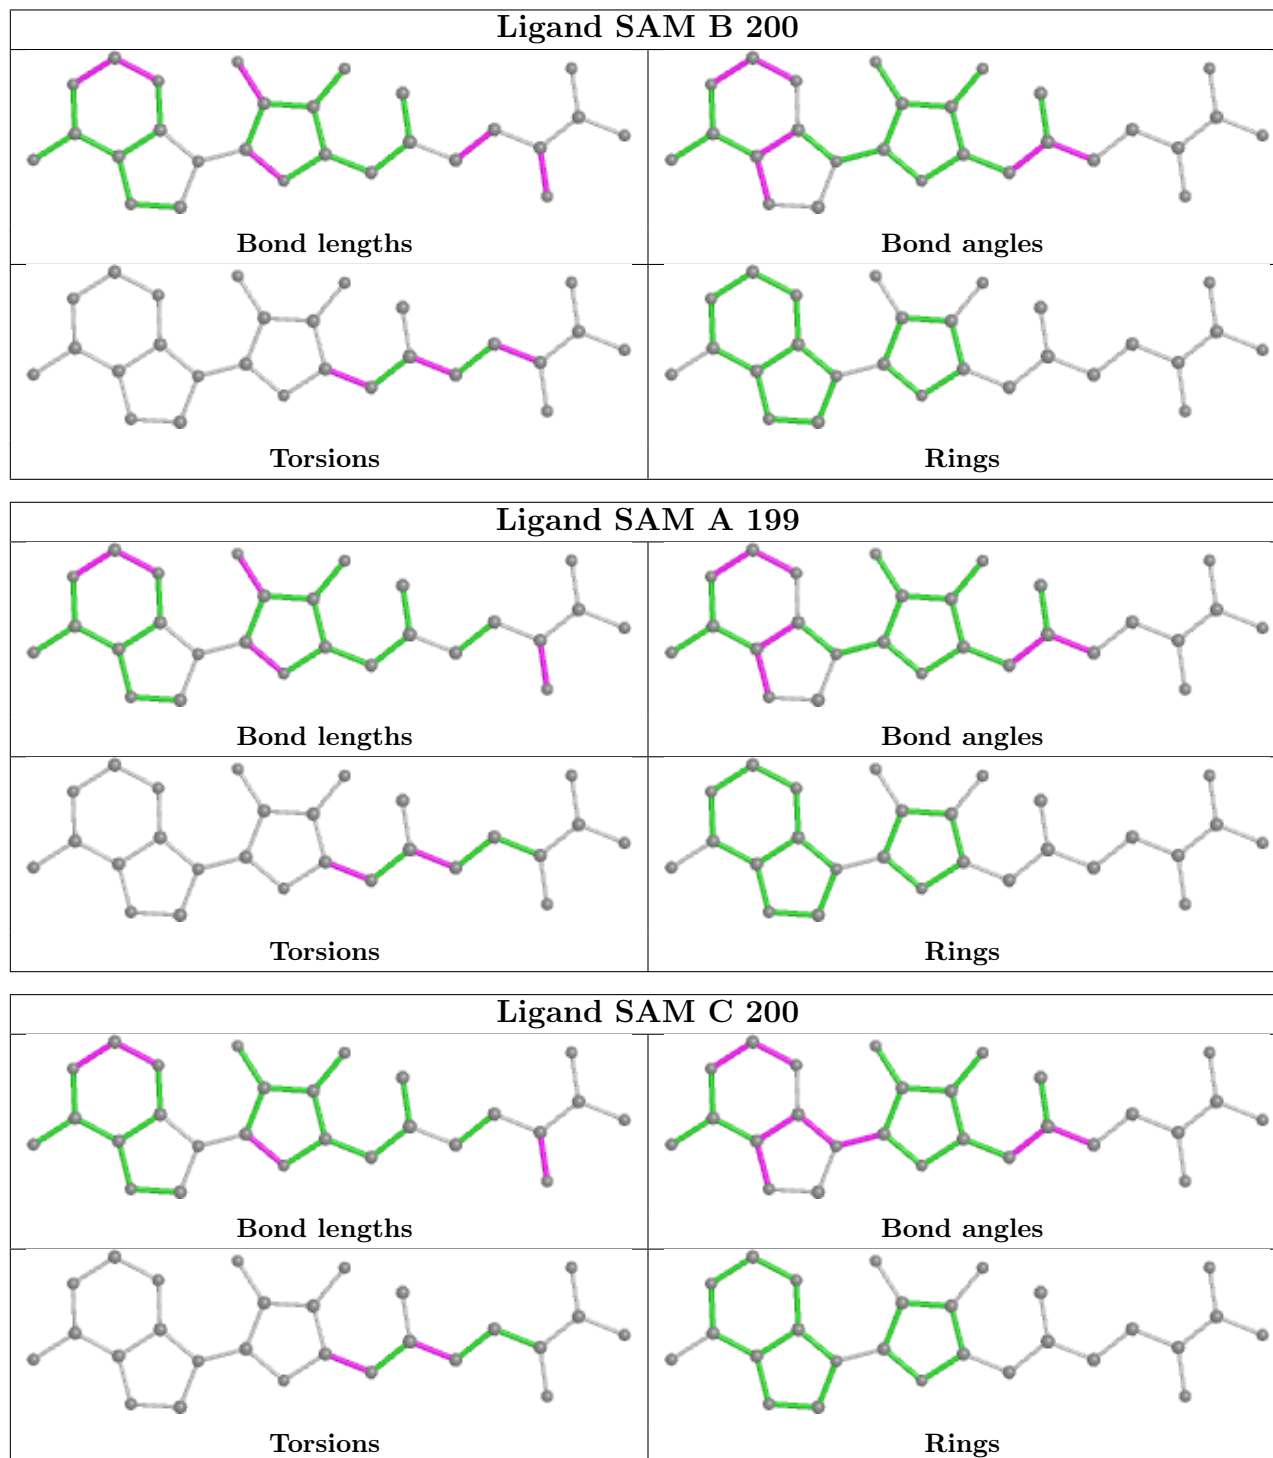 Ligand SAM B 200
Bond lengths
Bond angles
Torsions
Rings
Ligand SAM A 199
Bond lengths
Bond angles
Torsions
Rings
Ligand SAM C 200
Bond lengths
Bond angles
Torsions
Rings